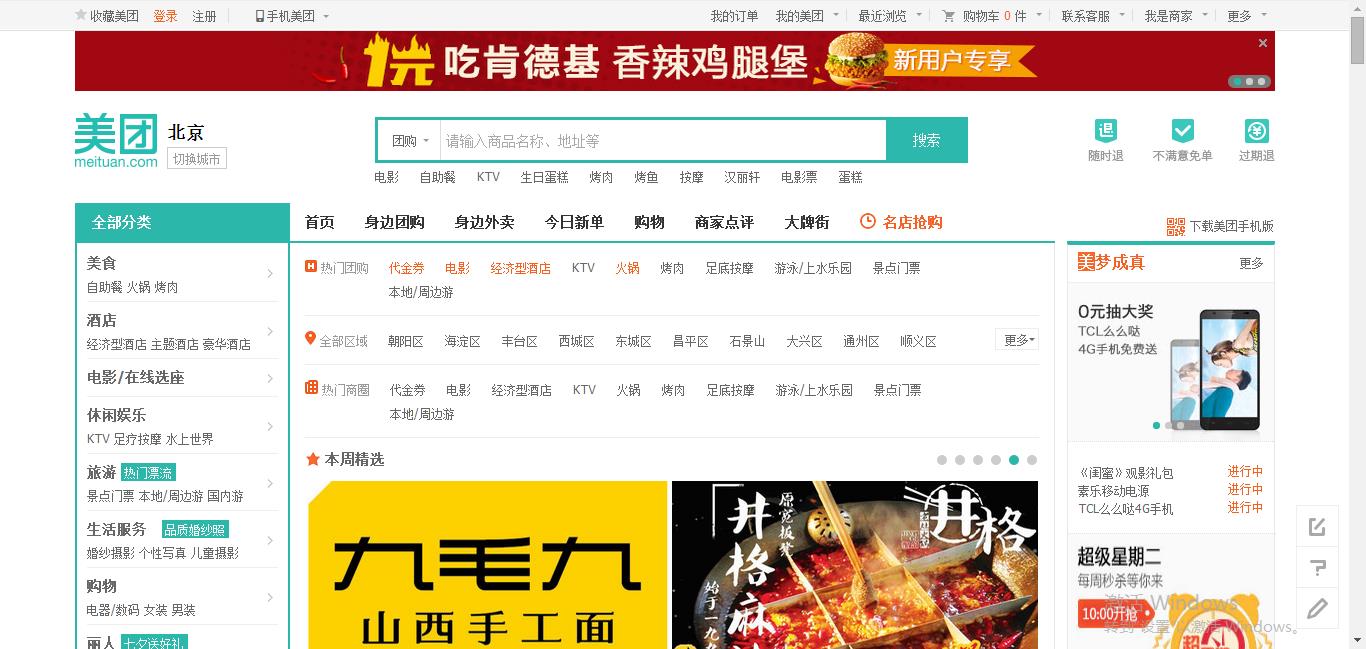 收藏美团 登录 注册 手机美团 我的订单 我的美团 最近浏览 购物车 0 件 联系客服 我是商家 更多
1元 吃肯德基 香辣鸡腿堡 新用户专享
美团
meituan.com
北京
切换城市
团购 请输入商品名称、地址等 搜索
电影 自助餐 KTV 生日蛋糕 烤肉 烤鱼 按摩 汉丽轩 电影票 蛋糕
退 随时退 不满意免单 ¥ 过期退
全部分类 首页 身边团购 身边外卖 今日新单 购物 商家点评 大牌街 名店抢购
下载美团手机版
美食
自助餐 火锅 烤肉
酒店
经济型酒店 主题酒店 豪华酒店
电影/在线选座
休闲娱乐
KTV 足疗按摩 水上世界
旅游 热门漂流
景点门票 本地/周边游 国内游
生活服务 品质婚纱照
婚纱摄影 个性写真 儿童摄影
购物
电器/数码 女装 男装
丽人 七夕送好礼
H 热门团购 代金券 电影 经济型酒店 KTV 火锅 烤肉 足底按摩 游泳/上水乐园 景点门票
本地/周边游
全部区域 朝阳区 海淀区 丰台区 西城区 东城区 昌平区 石景山 大兴区 通州区 顺义区 更多
热门商圈 代金券 电影 经济型酒店 KTV 火锅 烤肉 足底按摩 游泳/上水乐园 景点门票
本地/周边游
本周精选
九毛九
山西手工面
井格
原宽板凳
井格麻
始于一九
美梦成真 更多
0元抽大奖
TCL么么哒
4G手机免费送
《闺蜜》观影礼包 进行中
素乐移动电源 进行中
TCL么么哒4G手机 进行中
超级星期二
每周秒杀等你来
10:00开抢
激活 Windows
转到"设置"以激活 Windows。